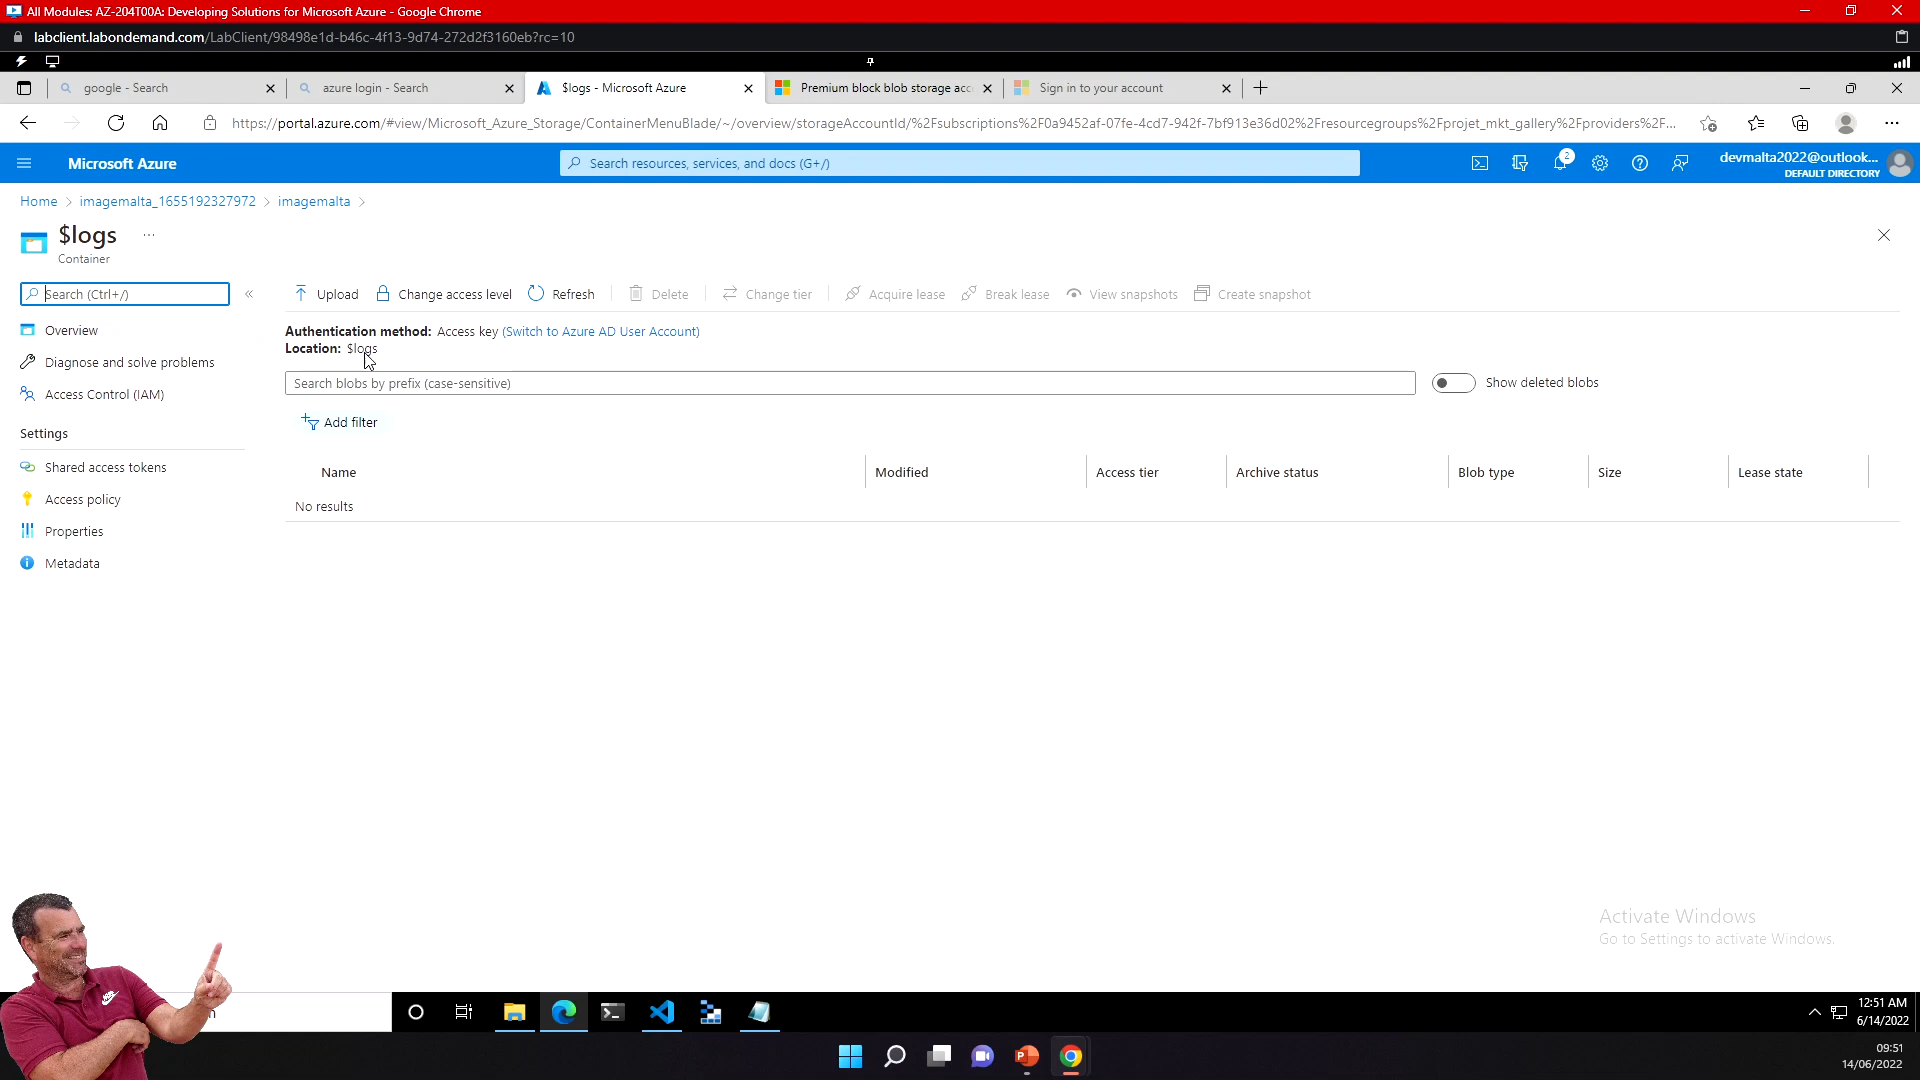 All Modules: AZ-204T00A: Developing Solutions for Microsoft Azure - Google Chrome
labclient.labondemand.com/LabClient/98498e1d-b46c-4f13-9d74-272d2f3160eb?rc=10
google - Search
azure login - Search
$logs - Microsoft Azure
Premium block blob storage acc
Sign in to your account
https://portal.azure.com/#view/Microsoft_Azure_Storage/ContainerMenuBlade/~/overview/storageAccountId/%2Fsubscriptions%2F0a9452af-07fe-4cd7-942f-7bf913e36d02%2Fresourcegroups%2Fprojet_mkt_gallery%2Fproviders%2F...
Microsoft Azure
Search resources, services, and docs (G+/)
2
devmalta2022@outlook...
DEFAULT DIRECTORY
Home > imagemalta_1655192327972 > imagemalta >
$logs ...
Container
Search (Ctrl+/)
«
Upload
Change access level
Refresh
Delete
Change tier
Acquire lease
Break lease
View snapshots
Create snapshot
Overview
Diagnose and solve problems
Access Control (IAM)
Settings
Shared access tokens
Access policy
Properties
Metadata
Authentication method: Access key (Switch to Azure AD User Account)
Location: $logs
Search blobs by prefix (case-sensitive)
Show deleted blobs
Add filter
Name
Modified
Access tier
Archive status
Blob type
Size
Lease state
No results
Activate Windows
Go to Settings to activate Windows.
12:51 AM
6/14/2022
09:51
14/06/2022